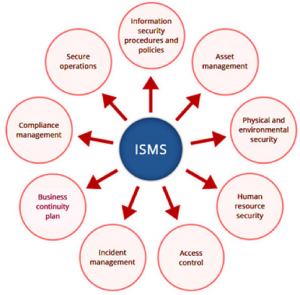 Information
security
procedures and
policies
Asset
management
Physical and
environmental
security
Human
resource
security
Access
control
Incident
management
Business
continuity
plan
Compliance
management
Secure
operations
ISMS